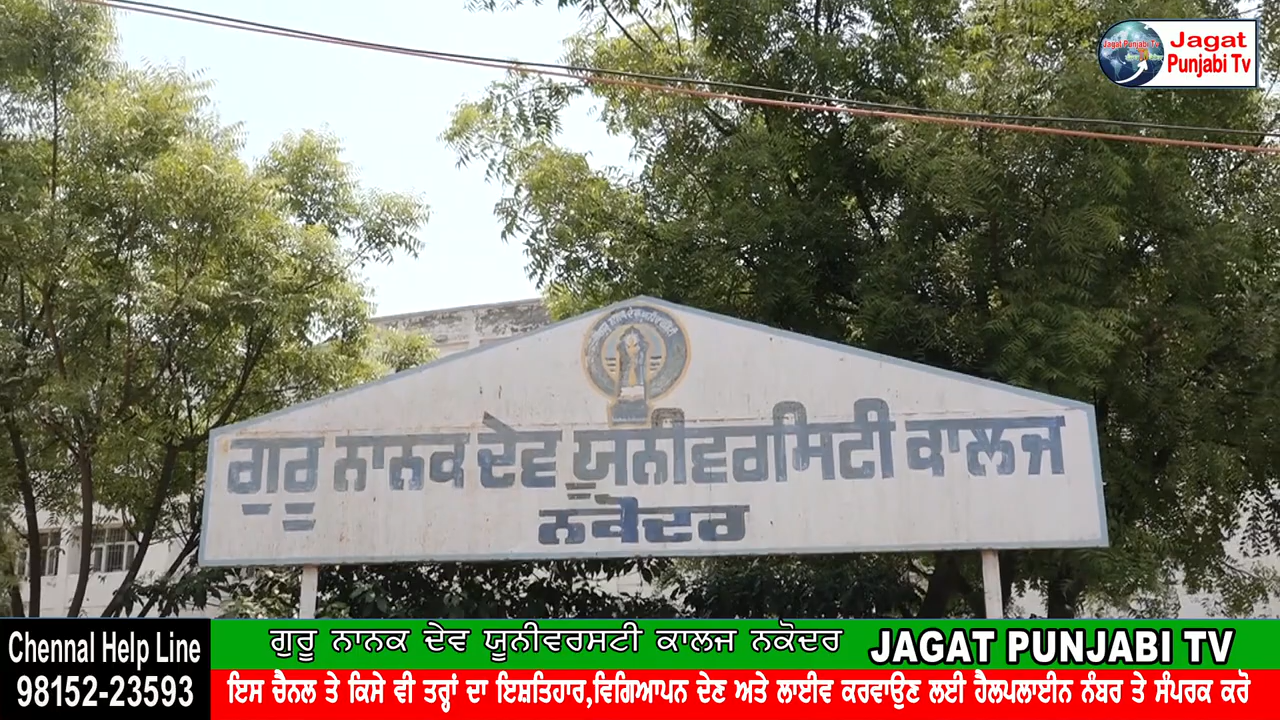 Jagat Punjabi Tv
Jagat
Punjabi Tv
ਗੁਰੂ ਨਾਨਕ ਦੇਵ ਯੂਨੀਵਰਸਿਟੀ ਕਾਲਜ
ਨਕੋਦਰ
Chennal Help Line
98152-23593
ਗੁਰੂ ਨਾਨਕ ਦੇਵ ਯੂਨੀਵਰਸਟੀ ਕਾਲਜ ਨਕੋਦਰ
JAGAT PUNJABI TV
ਇਸ ਚੈਨਲ ਤੇ ਕਿਸੇ ਵੀ ਤਰ੍ਹਾਂ ਦਾ ਇਸ਼ਤਿਹਾਰ,ਵਿਗਿਆਪਨ ਦੇਣ ਅਤੇ ਲਾਈਵ ਕਰਵਾਉਣ ਲਈ ਹੈਲਪਲਾਈਨ ਨੰਬਰ ਤੇ ਸੰਪਰਕ ਕਰੋ